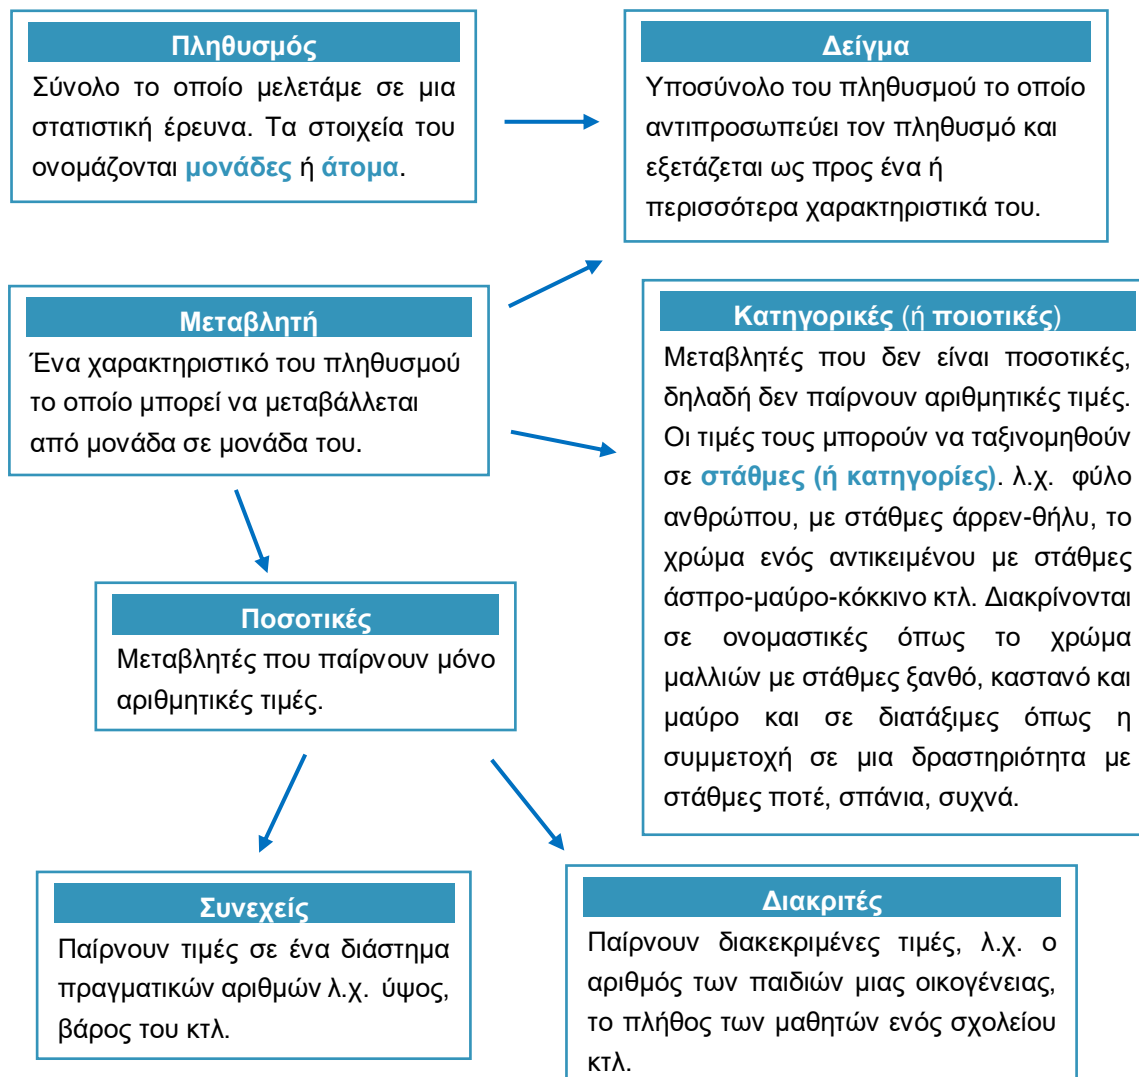 Πληθυσμός
Σύνολο το οποίο μελετάμε σε μια
στατιστική έρευνα. Τα στοιχεία του
ονομάζονται μονάδες ή άτομα.
Δείγμα
Υποσύνολο του πληθυσμού το οποίο
αντιπροσωπεύει τον πληθυσμό και
εξετάζεται ως προς ένα ή
περισσότερα χαρακτηριστικά του.
Μεταβλητή
Ένα χαρακτηριστικό του πληθυσμού
το οποίο μπορεί να μεταβάλλεται
από μονάδα σε μονάδα του.
Κατηγορικές (ή ποιοτικές)
Μεταβλητές που δεν είναι ποσοτικές,
δηλαδή δεν παίρνουν αριθμητικές τιμές.
Οι τιμές τους μπορούν να ταξινομηθούν
σε στάθμες (ή κατηγορίες). λ.χ. φύλο
ανθρώπου, με στάθμες άρρεν-θήλυ, το
χρώμα ενός αντικειμένου με στάθμες
άσπρο-μαύρο-κόκκινο κτλ. Διακρίνονται
σε ονομαστικές όπως το χρώμα
μαλλιών με στάθμες ξανθό, καστανό και
μαύρο και σε διατάξιμες όπως η
συμμετοχή σε μια δραστηριότητα με
στάθμες ποτέ, σπάνια, συχνά.
Ποσοτικές
Μεταβλητές που παίρνουν μόνο
αριθμητικές τιμές.
Συνεχείς
Παίρνουν τιμές σε ένα διάστημα
πραγματικών αριθμών λ.χ. ύψος,
βάρος του κτλ.
Διακριτές
Παίρνουν διακεκριμένες τιμές, λ.χ. ο
αριθμός των παιδιών μιας οικογένειας,
το πλήθος των μαθητών ενός σχολείου
κτλ.